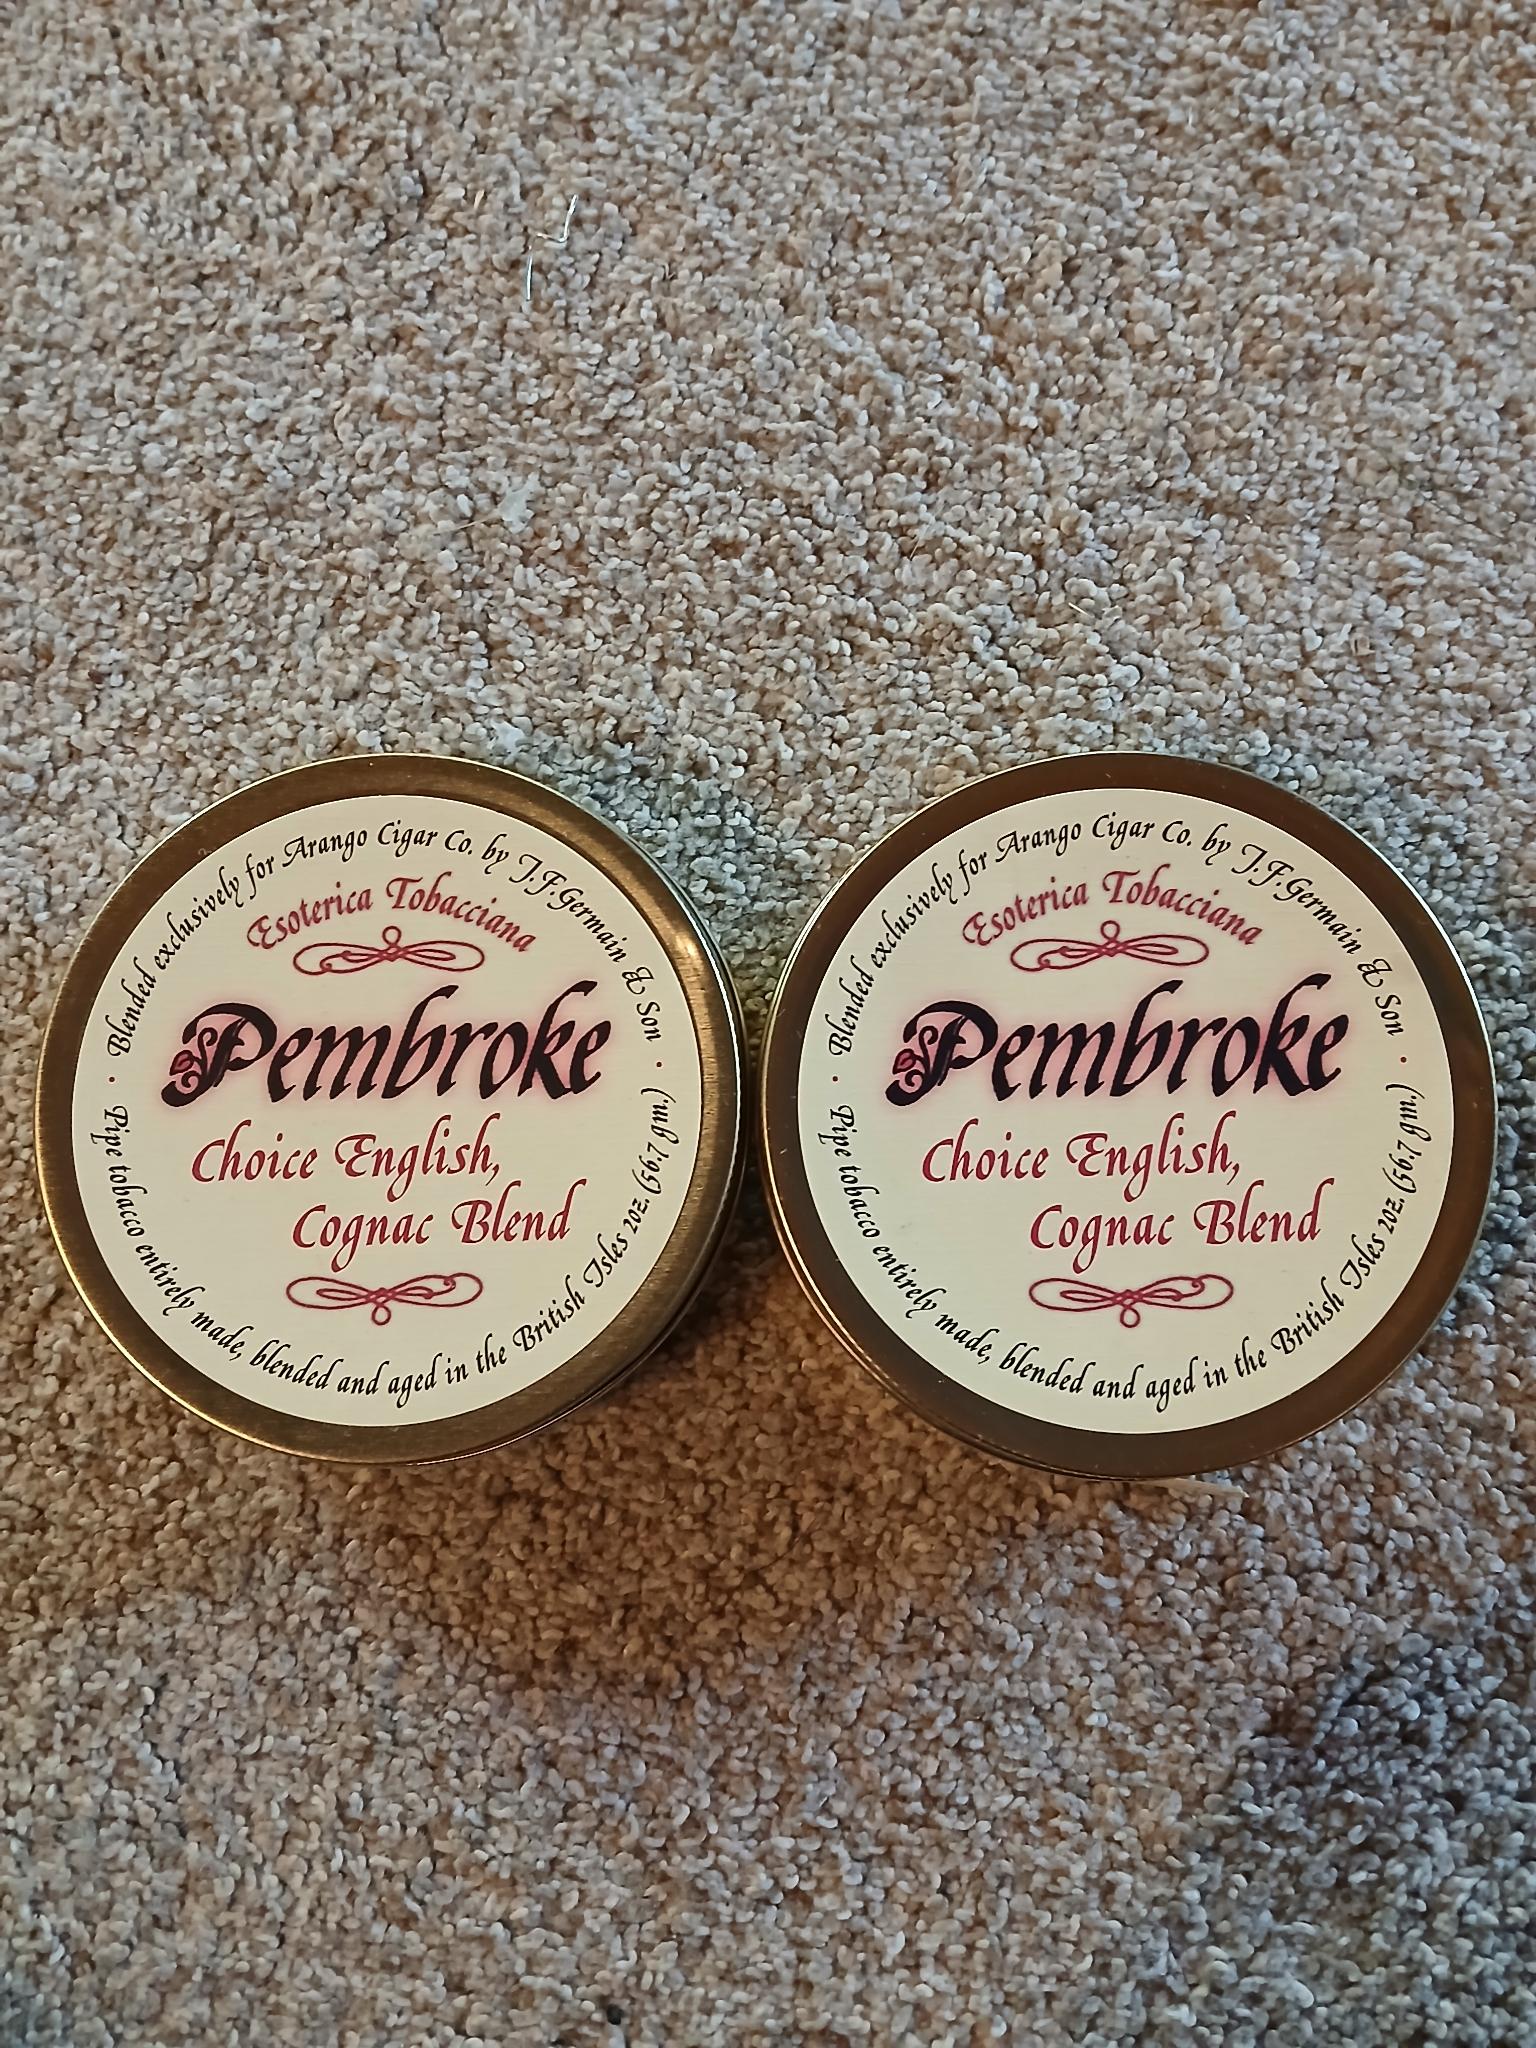 Blended exclusively for Arango Cigar Co. by J.F.Germain & Son
Esoterica Tobacciana
Pembroke
Choice English,
Cognac Blend
Pipe tobacco entirely made, blended and aged in the British Isles 2oz. (56.7 gm.)
Blended exclusively for Arango Cigar Co. by J.F.Germain & Son
Esoterica Tobacciana
Pembroke
Choice English,
Cognac Blend
Pipe tobacco entirely made, blended and aged in the British Isles 2oz. (56.7 gm.)